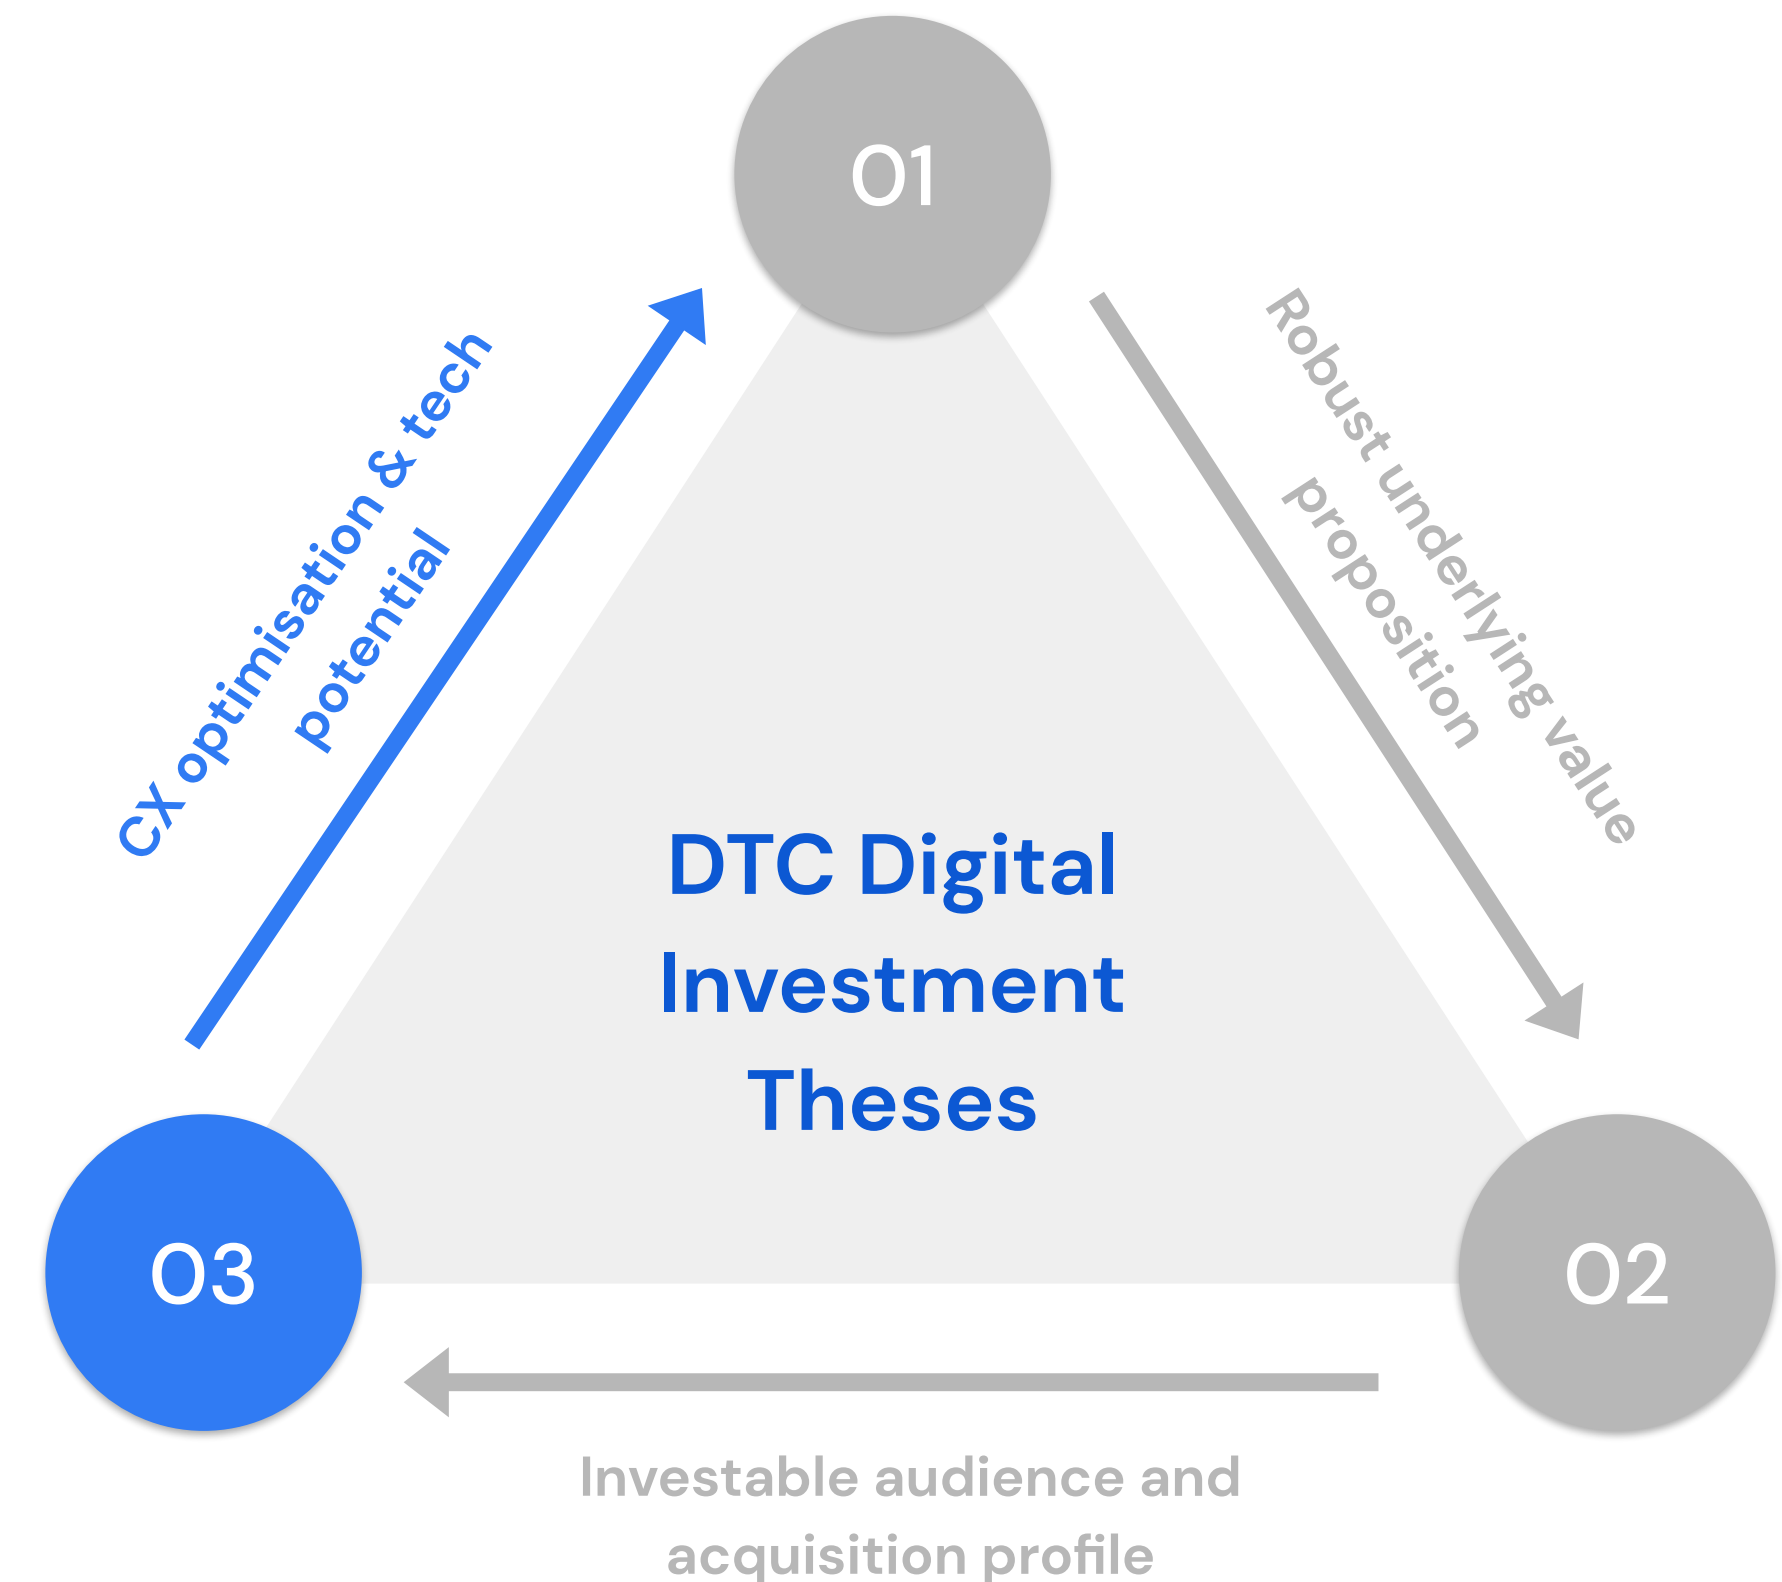 01
CX optimisation & tech
potential
Robust underlying value
proposition
DTC Digital
Investment
Theses
03
02
Investable audience and
acquisition profile